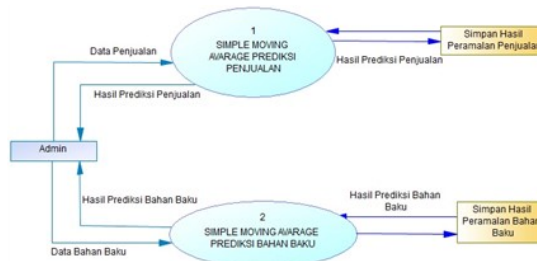 1
SIMPLE MOVING
AVARAGE PREDIKSI
PENJUALAN
Simpan Hasil
Peramalan Penjualan
Data Penjualan
Hasil Prediksi Penjualan
Hasil Prediksi Penjualan
Admin
Hasil Prediksi Bahan Baku
Hasil Prediksi Bahan
Baku
2
SIMPLE MOVING AVARAGE
PREDIKSI BAHAN BAKU
Simpan Hasil
Peramalan Bahan
Baku
Data Bahan Baku